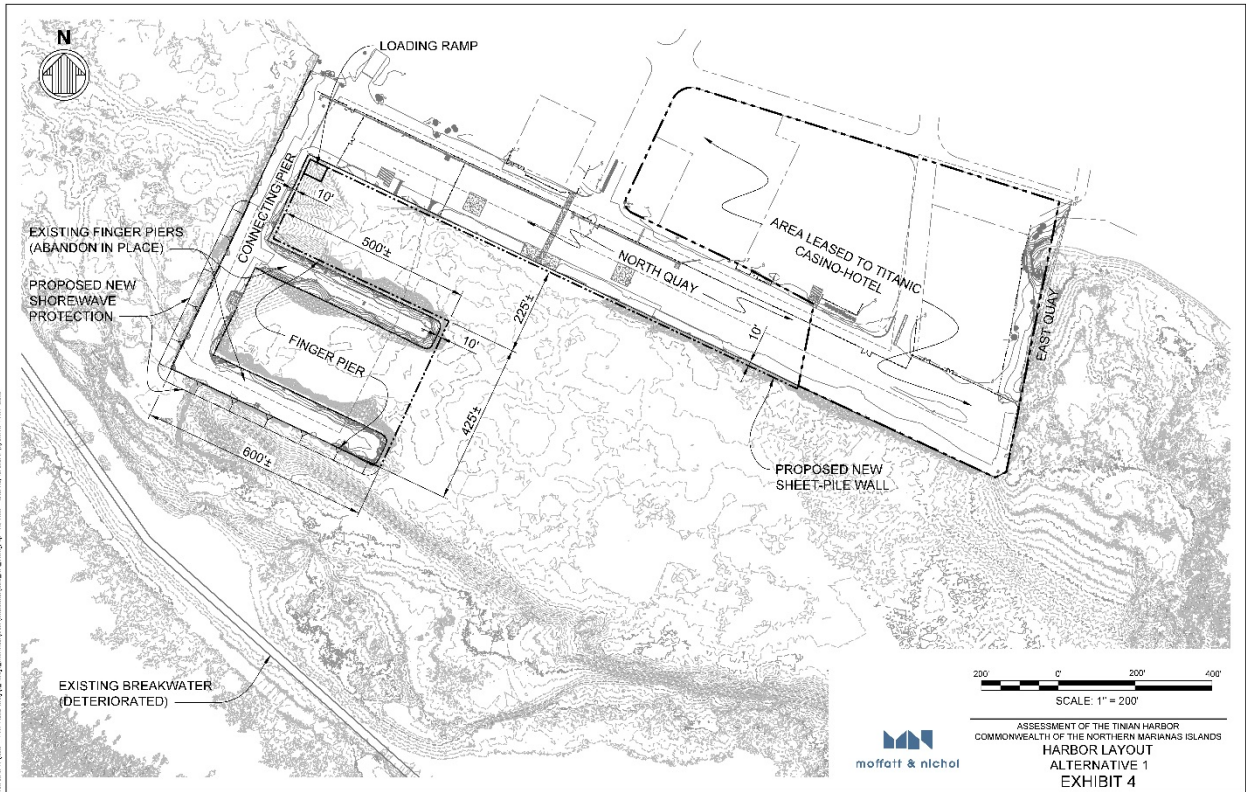 N
LOADING RAMP
CONNECTING PIER
10'
EXISTING FINGER PIERS
(ABANDON IN PLACE)
PROPOSED NEW
SHORE/WAVE
PROTECTION
500'±
NORTH QUAY
AREA LEASED TO TITANIC
CASINO-HOTEL
EAST QUAY
225'±
10'
FINGER PIER
10'
425'±
600'±
PROPOSED NEW
SHEET-PILE WALL
EXISTING BREAKWATER
(DETERIORATED)
200' 0' 200' 400'
SCALE: 1" = 200'
moffatt & nichol
ASSESSMENT OF THE TINIAN HARBOR
COMMONWEALTH OF THE NORTHERN MARIANAS ISLANDS
HARBOR LAYOUT
ALTERNATIVE 1
EXHIBIT 4